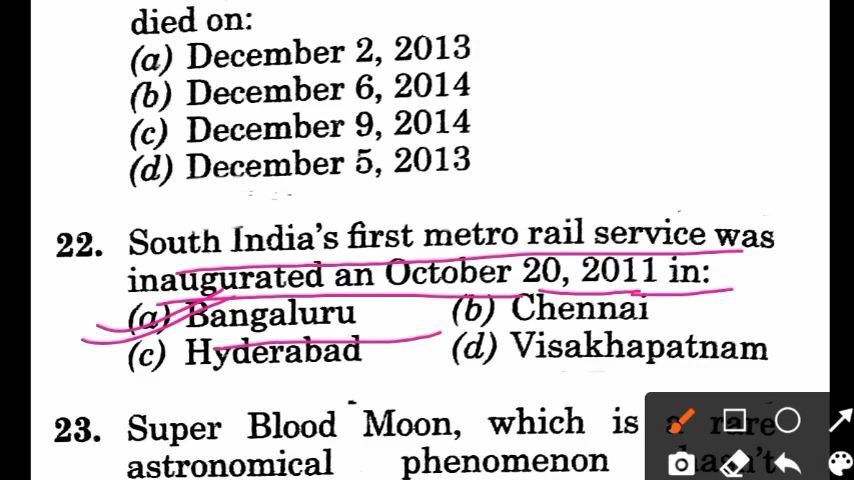 died on:
(a) December 2, 2013
(b) December 6, 2014
(c) December 9, 2014
(d) December 5, 2013
22. South India's first metro rail service was
inaugurated an October 20, 2011 in:
(a) Bangaluru (b) Chennai
(c) Hyderabad (d) Visakhapatnam
23. Super Blood Moon, which is a rare
astronomical phenomenon hasn't